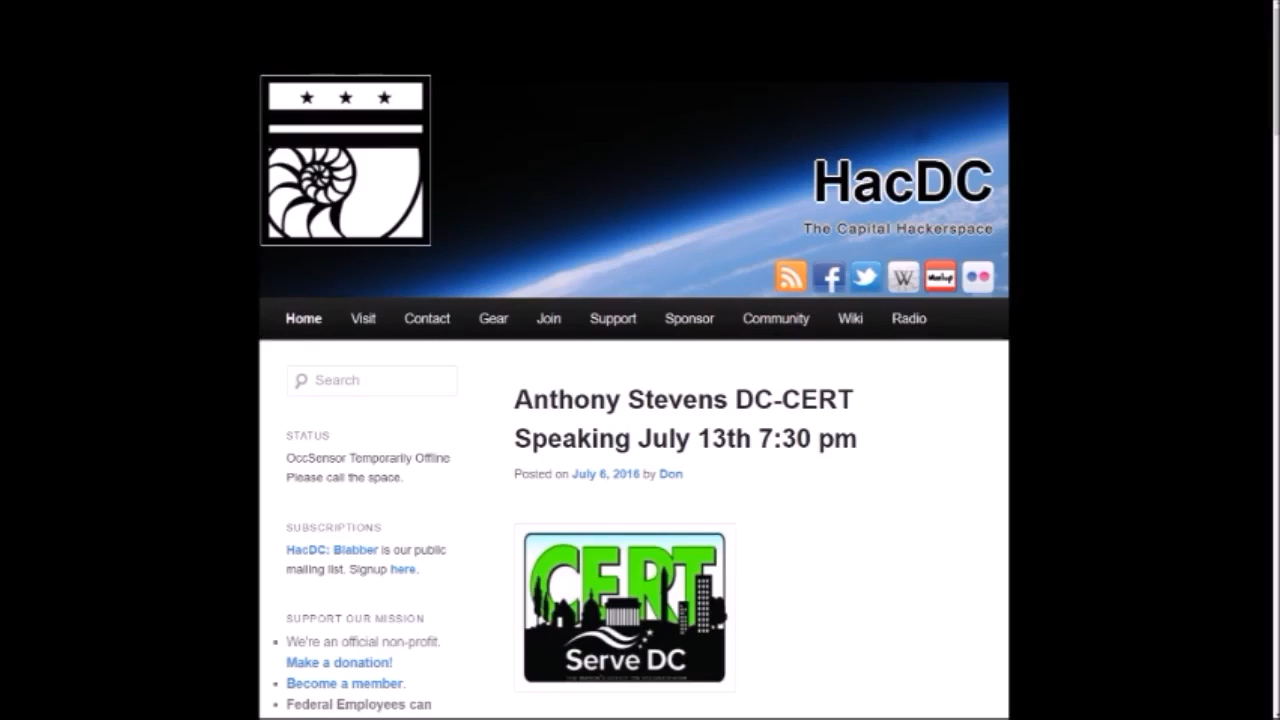 HacDC
The Capital Hackerspace
W
meetup
Home Visit Contact Gear Join Support Sponsor Community Wiki Radio
Search
Anthony Stevens DC-CERT
Speaking July 13th 7:30 pm
Posted on July 6, 2016 by Don
STATUS
OccSensor Temporarily Offline
Please call the space.
SUBSCRIPTIONS
HacDC: Blabber is our public
mailing list. Signup here.
SUPPORT OUR MISSION
We're an official non-profit.
Make a donation!
Become a member.
Federal Employees can
CERT
Serve DC